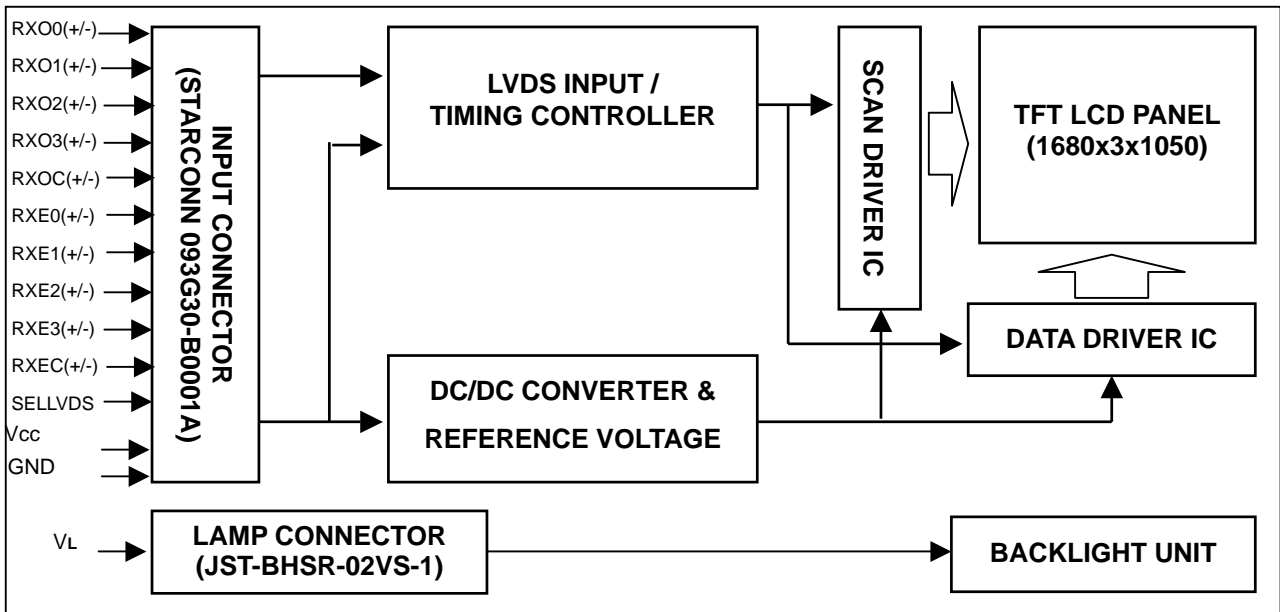 RXO0(+/-)
RXO1(+/-)
RXO2(+/-)
RXO3(+/-)
RXOC(+/-)
RXE0(+/-)
RXE1(+/-)
RXE2(+/-)
RXE3(+/-)
RXEC(+/-)
SELLVDS
Vcc
GND
VL
INPUT CONNECTOR
(STARCONN 093G30-B0001A)
LVDS INPUT /
TIMING CONTROLLER
SCAN DRIVER IC
TFT LCD PANEL
(1680x3x1050)
DATA DRIVER IC
DC/DC CONVERTER &
REFERENCE VOLTAGE
LAMP CONNECTOR
(JST-BHSR-02VS-1)
BACKLIGHT UNIT